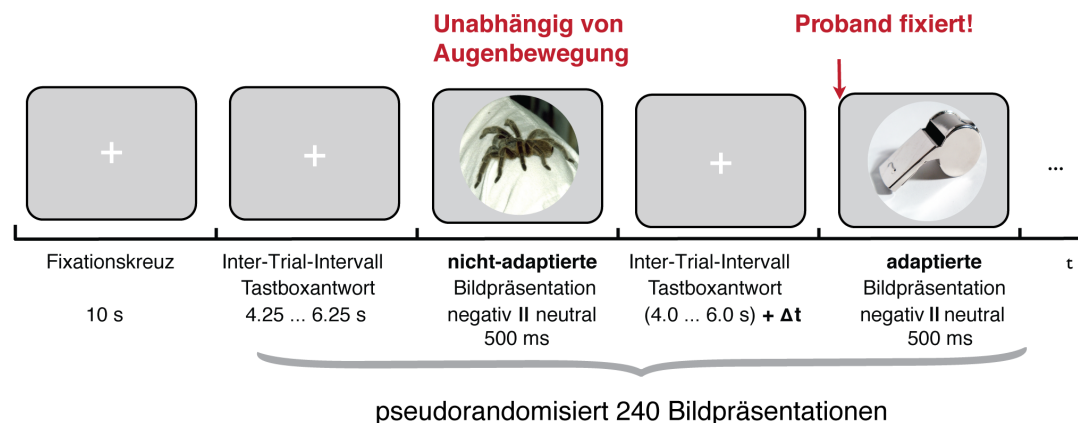 Unabhängig von
Augenbewegung
Proband fixiert!
...
Fixationskreuz
10 s
Inter-Trial-Intervall
Tastboxantwort
4.25 ... 6.25 s
nicht-adaptierte
Bildpräsentation
negativ II neutral
500 ms
Inter-Trial-Intervall
Tastboxantwort
(4.0 ... 6.0 s) + Δt
adaptierte
Bildpräsentation
negativ II neutral
500 ms
t
pseudorandomisiert 240 Bildpräsentationen